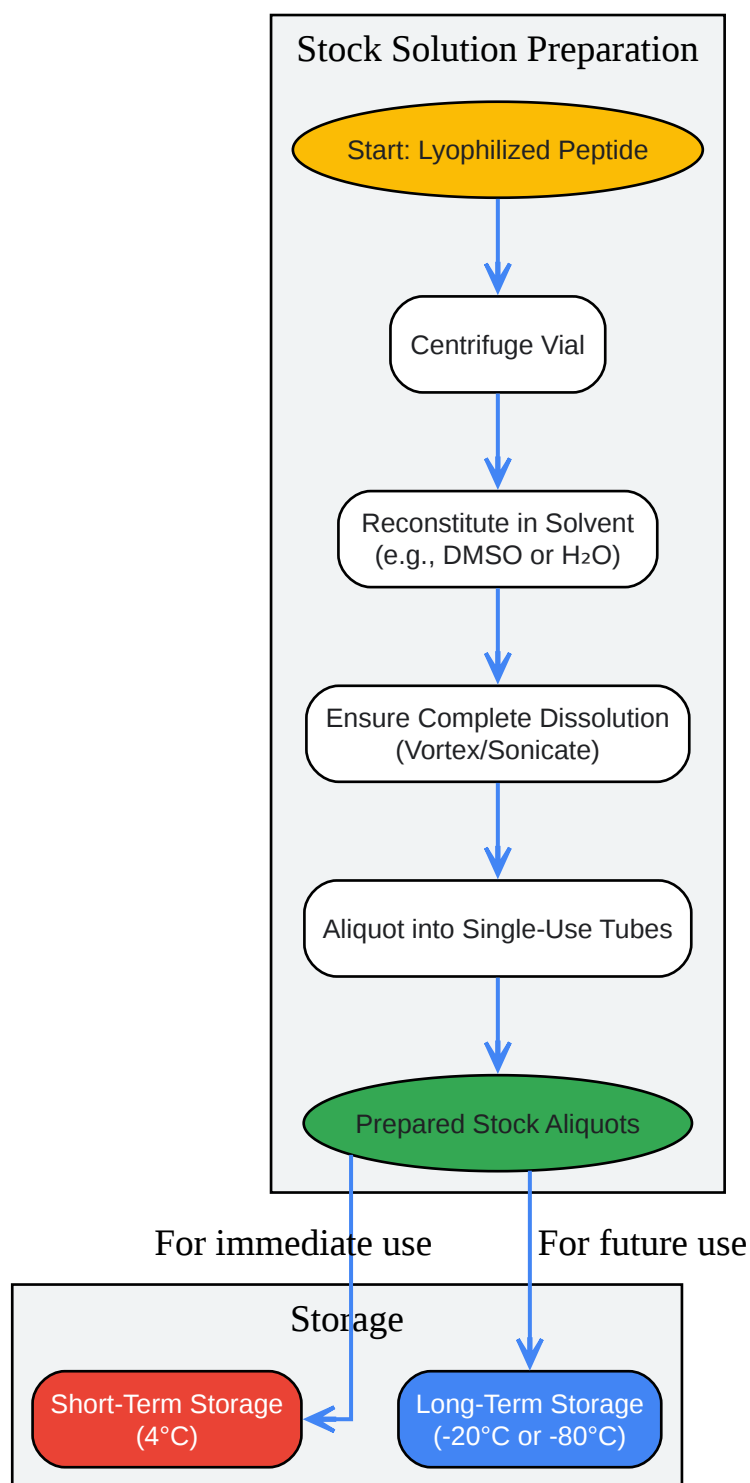 Stock Solution Preparation
Start: Lyophilized Peptide
Centrifuge Vial
Reconstitute in Solvent
(e.g., DMSO or H₂O)
Ensure Complete Dissolution
(Vortex/Sonicate)
Aliquot into Single-Use Tubes
Prepared Stock Aliquots
For immediate use
For future use
Storage
Short-Term Storage
(4°C)
Long-Term Storage
(-20°C or -80°C)